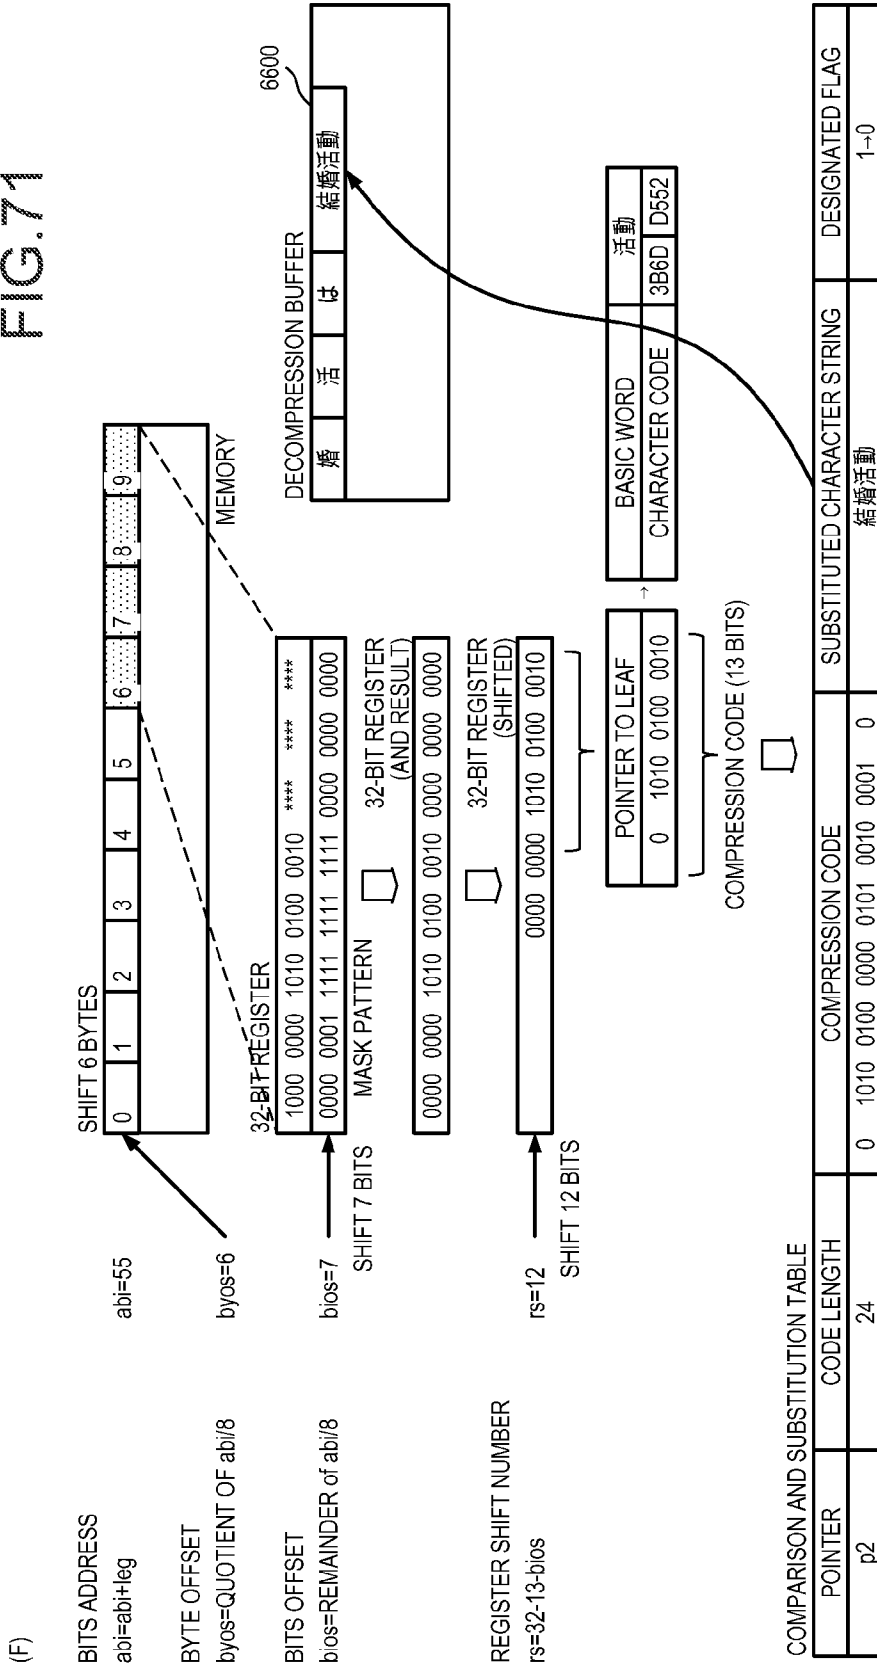 FIG.71
(F)
BITS ADDRESS
abi=abi+leg
abi=55
BYTE OFFSET
byos=QUOTIENT OF abi/8
byos=6
BITS OFFSET
bios=REMAINDER of abi/8
bios=7
REGISTER SHIFT NUMBER
rs=32-13-bios
rs=12
SHIFT 6 BYTES
0 1 2 3 4 5 6 7 8 9
MEMORY
32-BIT REGISTER
1000 0000 1010 0100 0010 **** **** ****
0000 0001 1111 1111 1111 0000 0000 0000
SHIFT 7 BITS
MASK PATTERN
32-BIT REGISTER
(AND RESULT)
0000 0000 1010 0100 0010 0000 0000 0000
32-BIT REGISTER
(SHIFTED)
0000 0000 1010 0100 0010
SHIFT 12 BITS
DECOMPRESSION BUFFER
6600
婚 活 は 結婚活動
POINTER TO LEAF
0 1010 0100 0010
→
BASIC WORD 活動
CHARACTER CODE 3B6D D552
COMPRESSION CODE (13 BITS)
COMPARISON AND SUBSTITUTION TABLE
POINTER CODE LENGTH COMPRESSION CODE SUBSTITUTED CHARACTER STRING DESIGNATED FLAG
p2 24 0 1010 0100 0000 0101 0010 0001 0 結婚活動 1→0